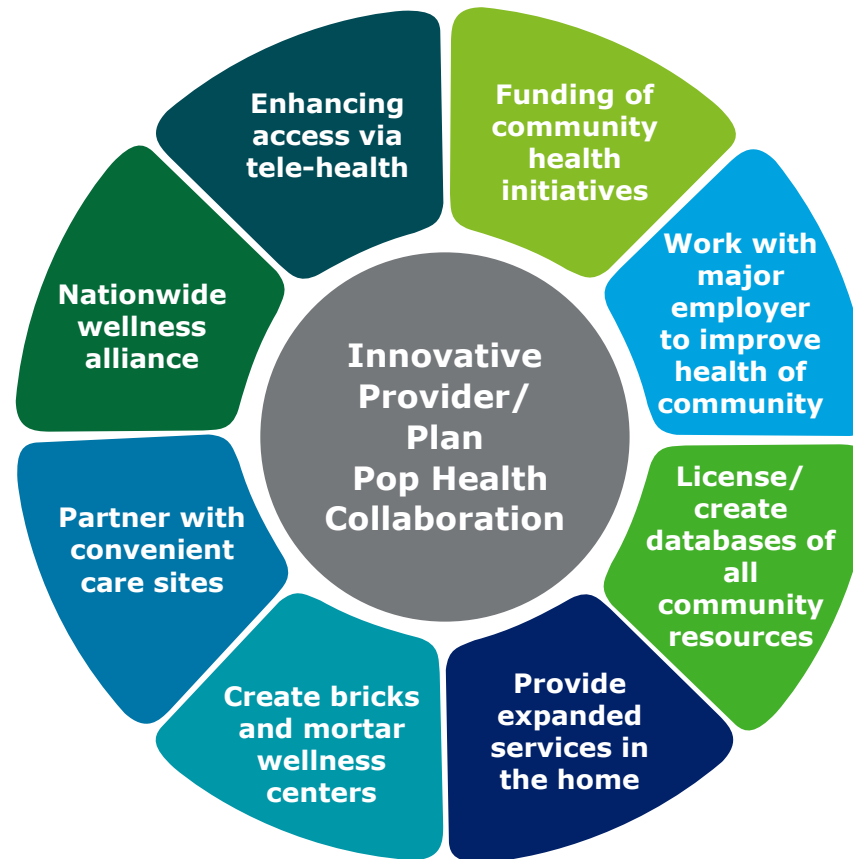 Enhancing
access via
tele-health
Funding of
community
health
initiatives
Work with
major
employer
to improve
health of
community
License/
create
databases of
all
community
resources
Provide
expanded
services in
the home
Create bricks
and mortar
wellness
centers
Partner with
convenient
care sites
Nationwide
wellness
alliance
Innovative
Provider/
Plan
Pop Health
Collaboration